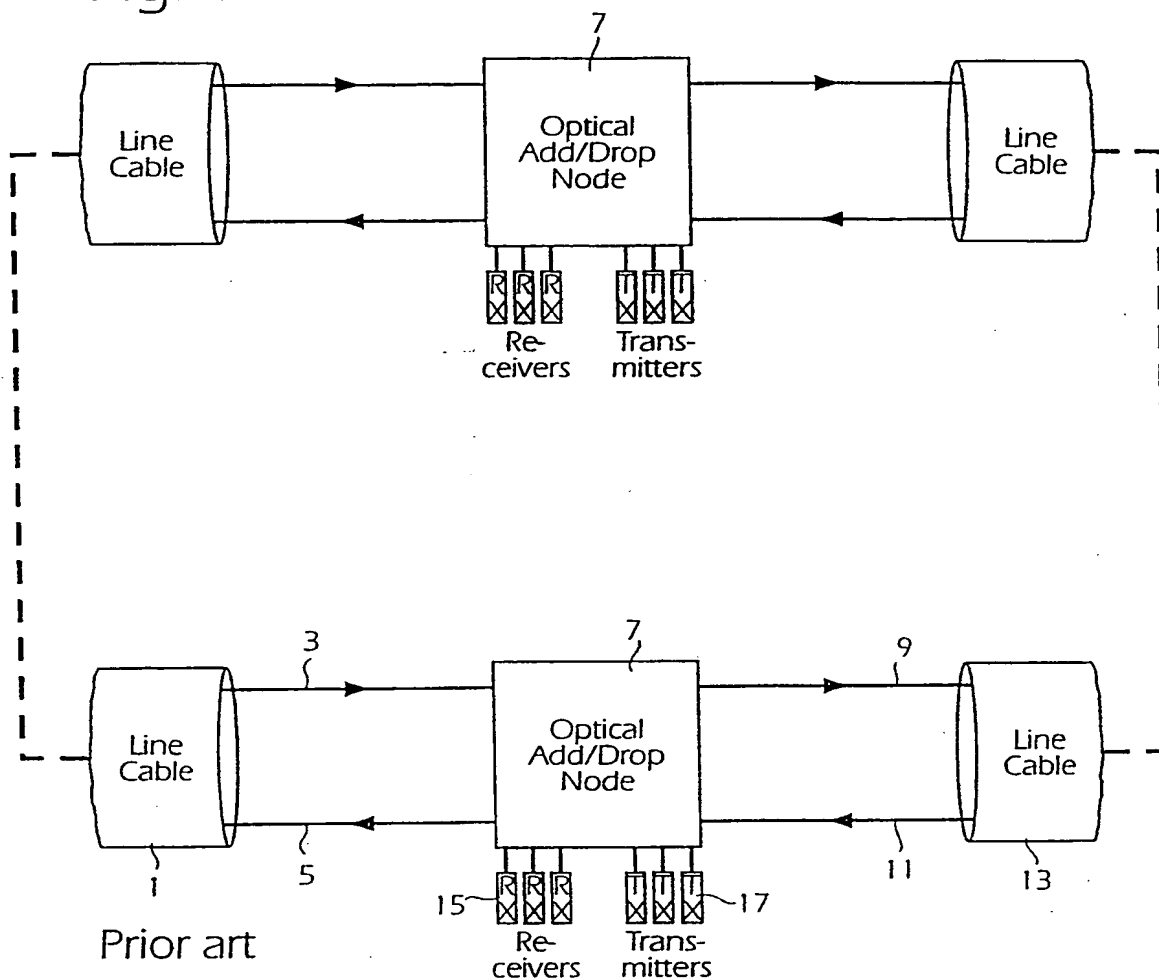 7
Line
Cable
Optical
Add/Drop
Node
Line
Cable
R R R
T T T
Re-
ceivers
Trans-
mitters
3
7
9
Line
Cable
Optical
Add/Drop
Node
Line
Cable
1
5
11
13
15
R R R
T T T
17
Prior art
Re-
ceivers
Trans-
mitters